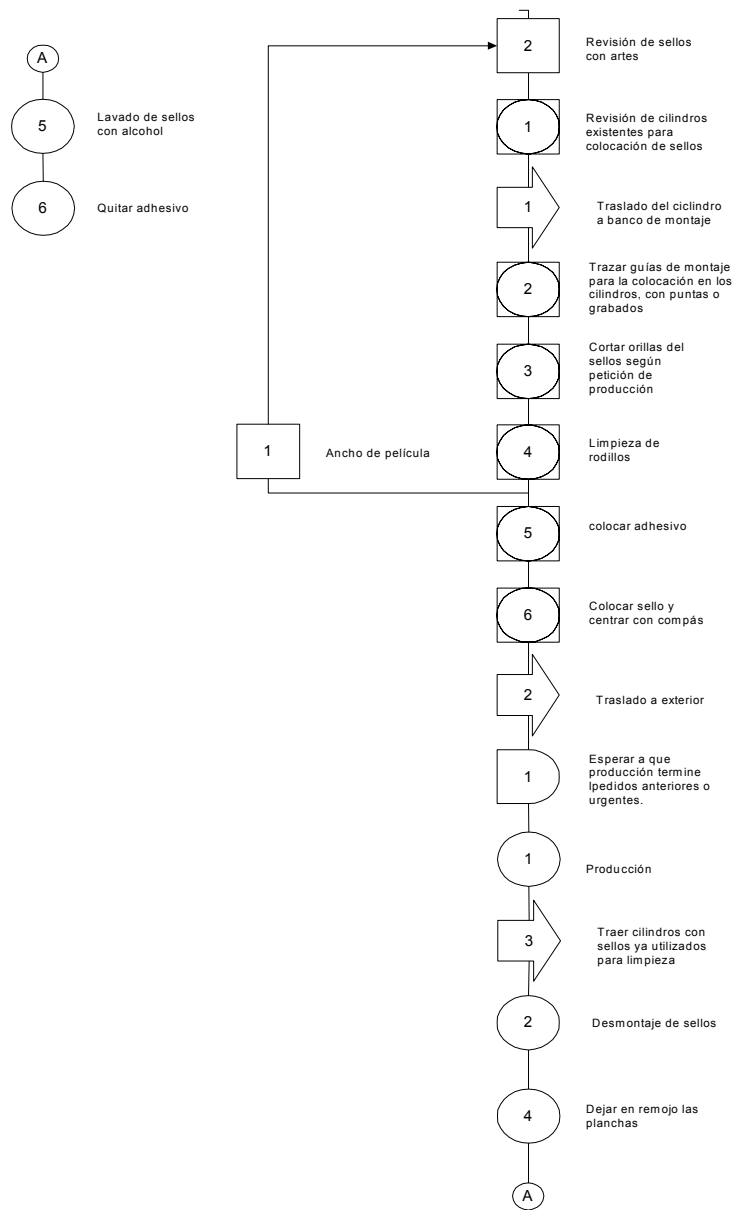 A
5
Lavado de sellos
con alcohol
6
Quitar adhesivo
2
Revisión de sellos
con artes
1
Revisión de cilindros
existentes para
colocación de sellos
1
Traslado del ciclindro
a banco de montaje
2
Trazar guías de montaje
para la colocación en los
cilindros, con puntas o
grabados
3
Cortar orillas del
sellos según
petición de
producción
1
Ancho de película
4
Limpieza de
rodillos
5
colocar adhesivo
6
Colocar sello y
centrar con compás
2
Traslado a exterior
1
Esperar a que
producción termine
lpedidos anteriores o
urgentes.
1
Producción
3
Traer cilindros con
sellos ya utilizados
para limpieza
2
Desmontaje de sellos
4
Dejar en remojo las
planchas
A